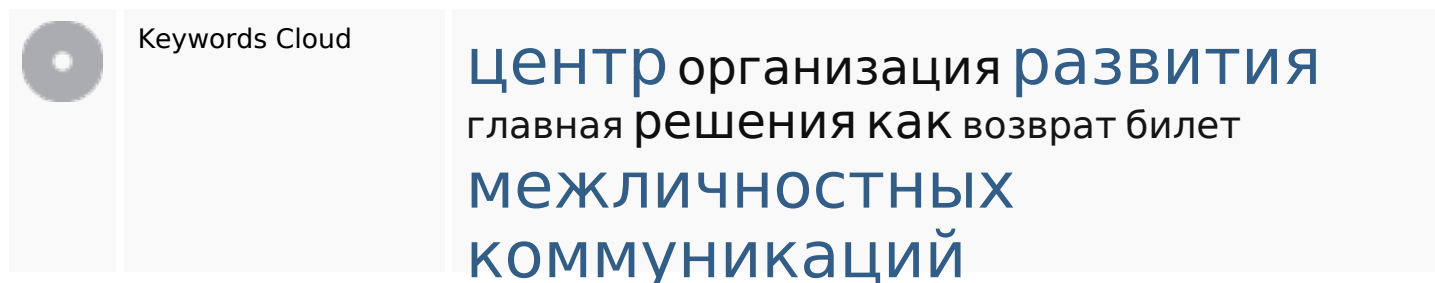 Keywords Cloud
центр организация развития
главная решения как возврат билет
межличностных
коммуникаций